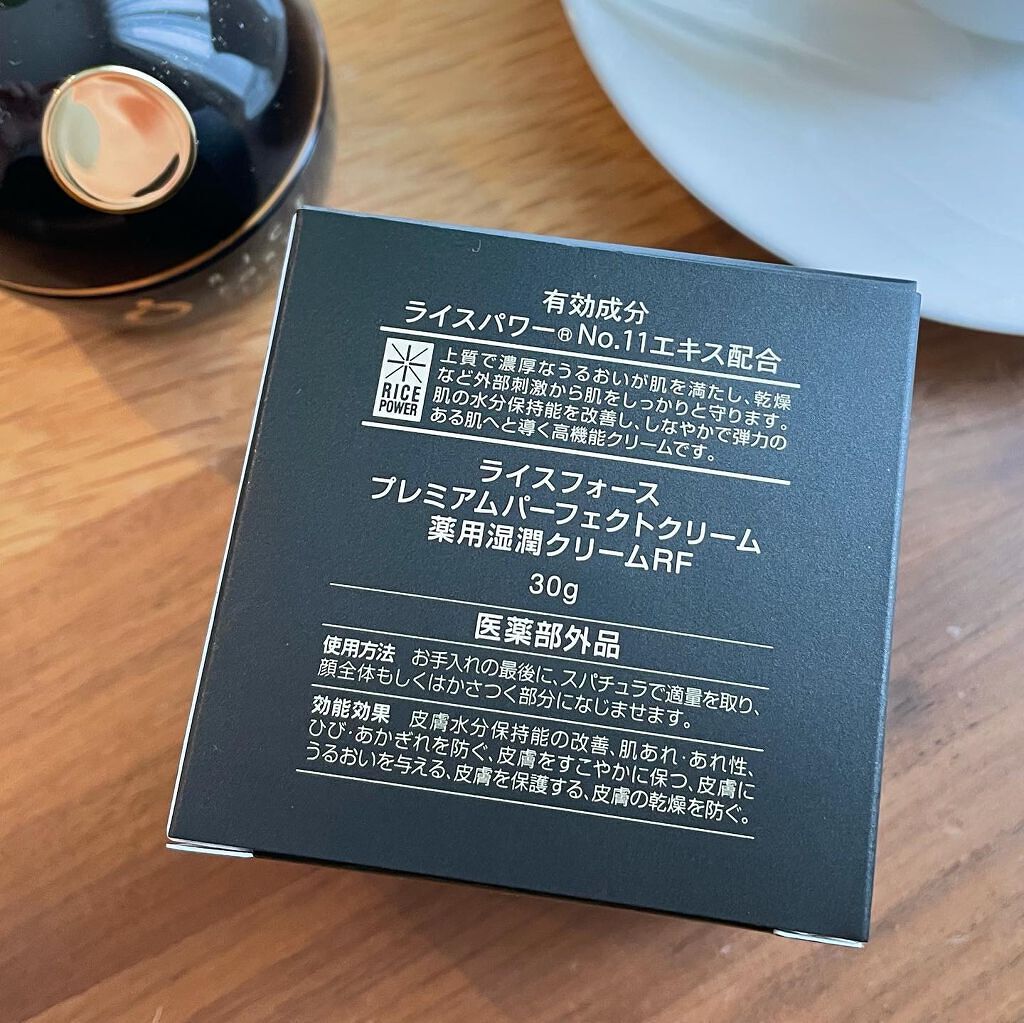 有効成分
ライスパワー® No.11エキス配合
RICE
POWER
上質で濃厚なうるおいが肌を満たし、乾燥
など外部刺激から肌をしっかりと守ります。
肌の水分保持能を改善し、しなやかで弾力の
ある肌へと導く高機能クリームです。
ライスフォース
プレミアムパーフェクトクリーム
薬用湿潤クリームRF
30g
医薬部外品
使用方法 お手入れの最後に、スパチュラで適量を取り、
顔全体もしくはかさつく部分になじませます。
効能効果 皮膚水分保持能の改善、肌あれ・あれ性、
ひび・あかぎれを防ぐ、皮膚をすこやかに保つ、皮膚に
うるおいを与える、皮膚を保護する、皮膚の乾燥を防ぐ。